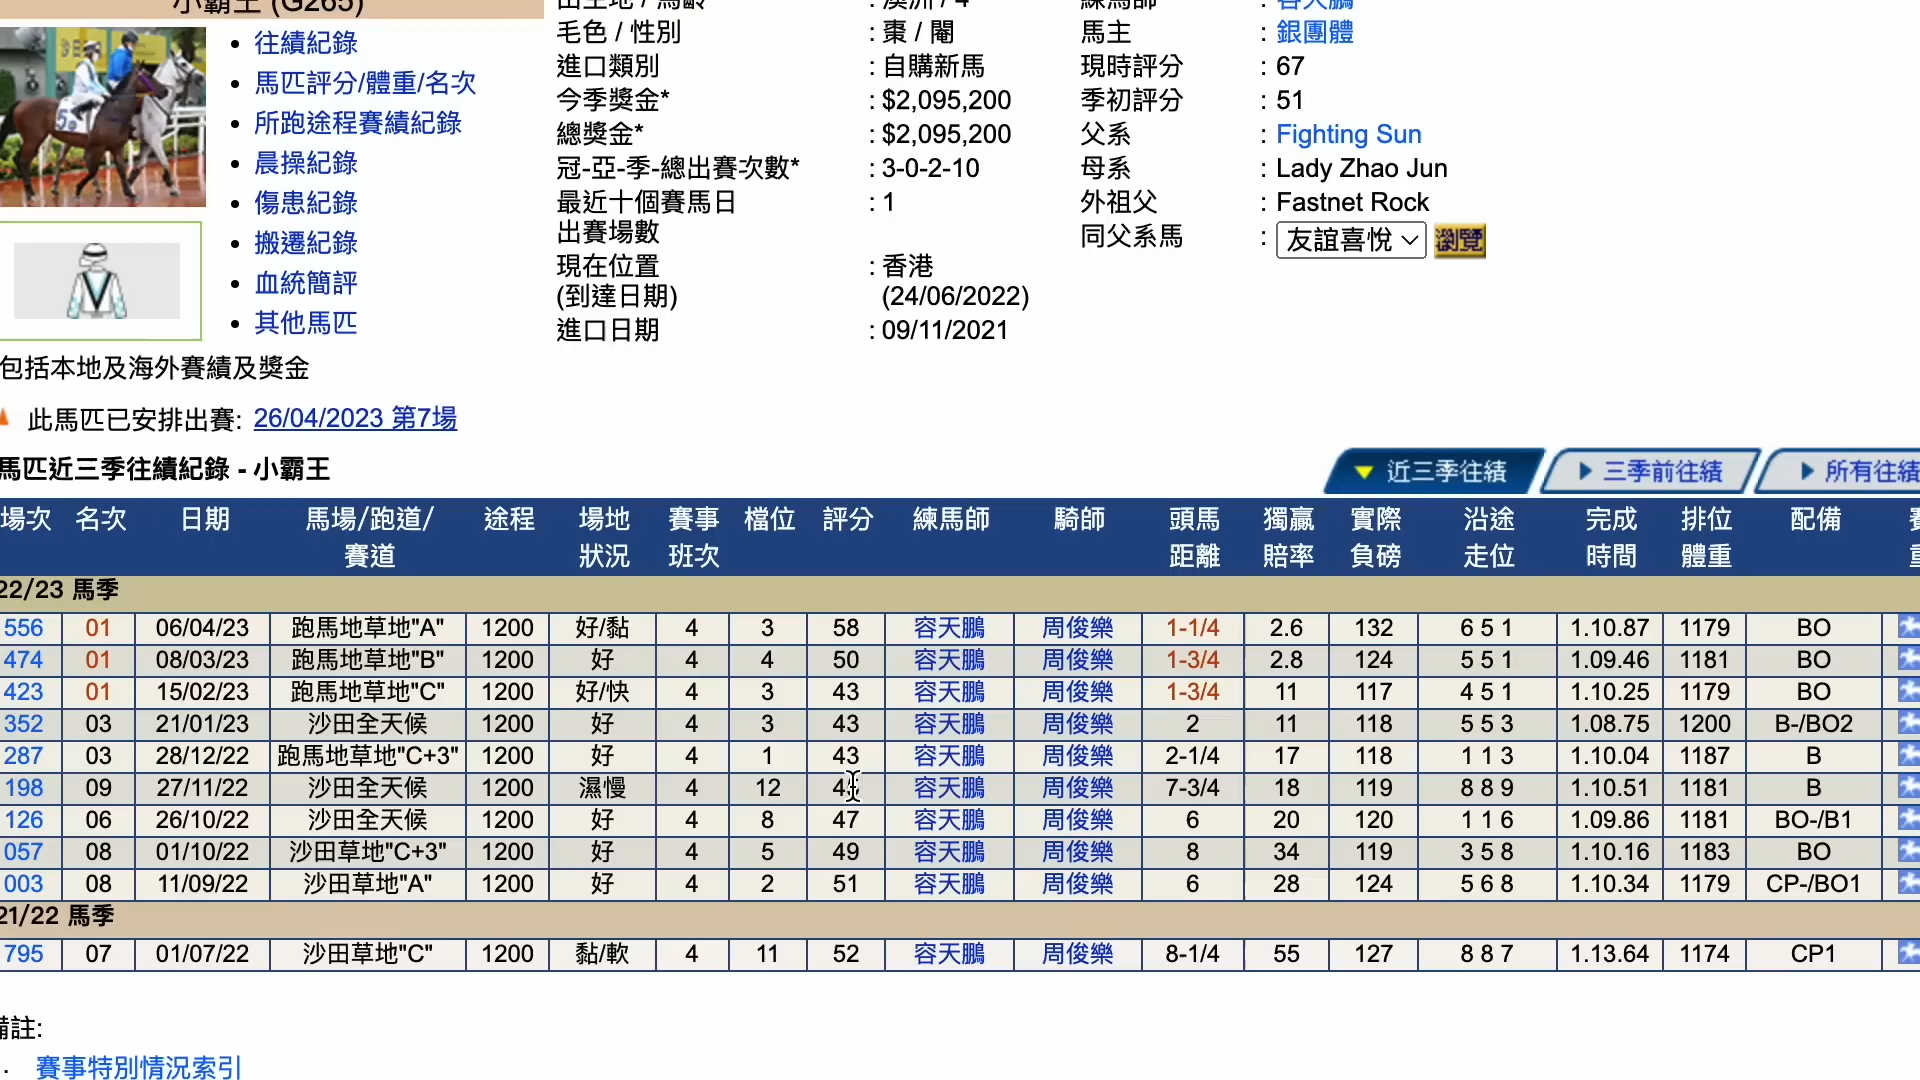 小霸王 (G265)
出生地 / 馬齡 : 澳洲 / 4 練馬師 : 容天鵬
往績紀錄
馬匹評分/體重/名次
所跑途程賽績紀錄
晨操紀錄
傷患紀錄
搬遷紀錄
血統簡評
其他馬匹
毛色 / 性別 : 棗 / 閹 馬主 : 銀團體
進口類別 : 自購新馬 現時評分 : 67
今季獎金* : $2,095,200 季初評分 : 51
總獎金* : $2,095,200 父系 : Fighting Sun
冠-亞-季-總出賽次數* : 3-0-2-10 母系 : Lady Zhao Jun
最近十個賽馬日 : 1 外祖父 : Fastnet Rock
出賽場數 同父系馬 : 友誼喜悅 瀏覽
現在位置 : 香港
(到達日期) (24/06/2022)
進口日期 : 09/11/2021
包括本地及海外賽績及獎金
此馬匹已安排出賽: 26/04/2023 第7場
馬匹近三季往績紀錄 - 小霸王
近三季往績 三季前往績 所有往績
場次 名次 日期 馬場/跑道/賽道 途程 場地狀況 賽事班次 檔位 評分 練馬師 騎師 頭馬距離 獨贏賠率 實際負磅 沿途走位 完成時間 排位體重 配備
22/23 馬季
556 01 06/04/23 跑馬地草地"A" 1200 好/黏 4 3 58 容天鵬 周俊樂 1-1/4 2.6 132 6 5 1 1.10.87 1179 BO
474 01 08/03/23 跑馬地草地"B" 1200 好 4 4 50 容天鵬 周俊樂 1-3/4 2.8 124 5 5 1 1.09.46 1181 BO
423 01 15/02/23 跑馬地草地"C" 1200 好/快 4 3 43 容天鵬 周俊樂 1-3/4 11 117 4 5 1 1.10.25 1179 BO
352 03 21/01/23 沙田全天候 1200 好 4 3 43 容天鵬 周俊樂 2 11 118 5 5 3 1.08.75 1200 B-/BO2
287 03 28/12/22 跑馬地草地"C+3" 1200 好 4 1 43 容天鵬 周俊樂 2-1/4 17 118 1 1 3 1.10.04 1187 B
198 09 27/11/22 沙田全天候 1200 濕慢 4 12 容天鵬 周俊樂 7-3/4 18 119 8 8 9 1.10.51 1181 B
126 06 26/10/22 沙田全天候 1200 好 4 8 47 容天鵬 周俊樂 6 20 120 1 1 6 1.09.86 1181 BO-/B1
057 08 01/10/22 沙田草地"C+3" 1200 好 4 5 49 容天鵬 周俊樂 8 34 119 3 5 8 1.10.16 1183 BO
003 08 11/09/22 沙田草地"A" 1200 好 4 2 51 容天鵬 周俊樂 6 28 124 5 6 8 1.10.34 1179 CP-/BO1
21/22 馬季
795 07 01/07/22 沙田草地"C" 1200 黏/軟 4 11 52 容天鵬 周俊樂 8-1/4 55 127 8 8 7 1.13.64 1174 CP1
備註:
賽事特別情況索引